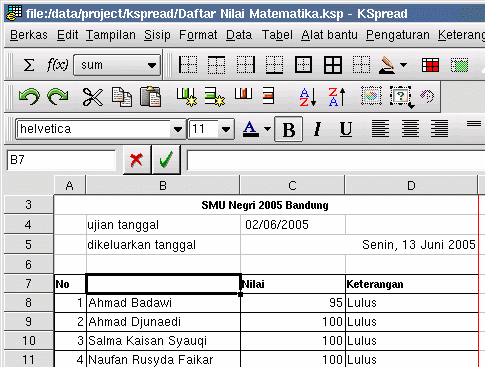 file:/data/project/kspread/Daftar Nilai Matematika.ksp - KSpread
Berkas Edit Tampilan Sisip Format Data Tabel Alat bantu Pengaturan Keterang
Σ f(x) sum
helvetica 11 A B I U
B7
A B C D
3 SMU Negri 2005 Bandung
4 ujian tanggal 02/06/2005
5 dikeluarkan tanggal Senin, 13 Juni 2005
6
7 No Nilai Keterangan
8 1 Ahmad Badawi 95 Lulus
9 2 Ahmad Djunaedi 100 Lulus
10 3 Salma Kaisan Syauqi 100 Lulus
11 4 Naufan Rusyda Faikar 100 Lulus